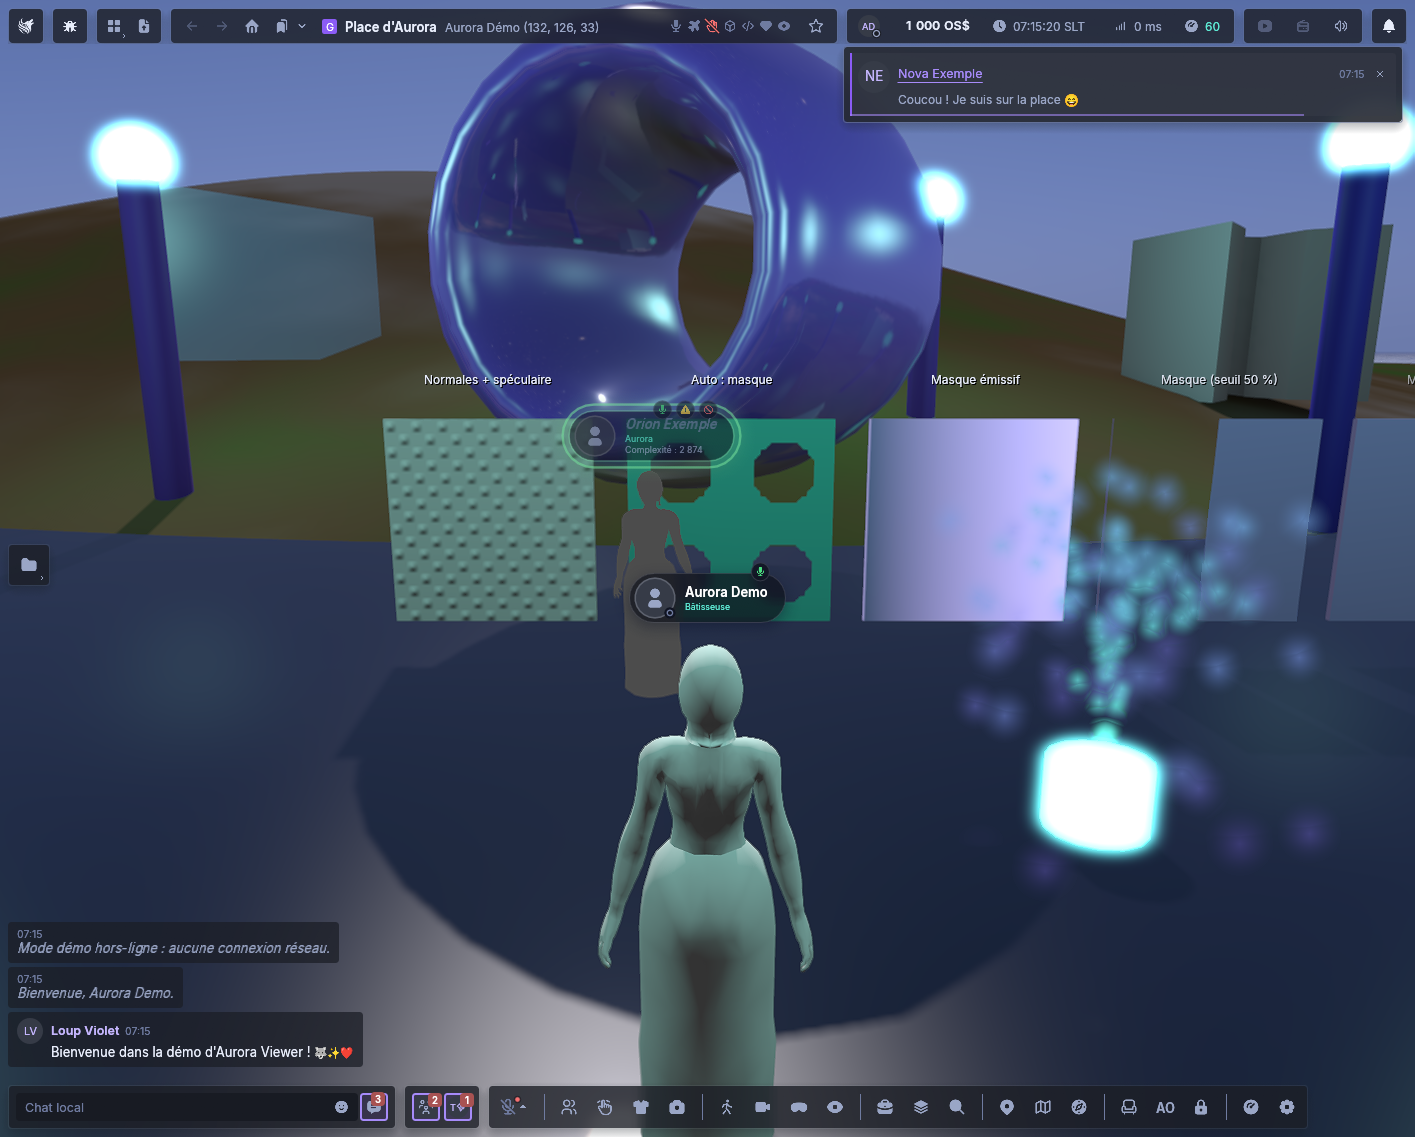 G Place d'Aurora Aurora Démo (132, 126, 33)
AD 1 000 OS$ 07:15:20 SLT 0 ms 60
NE Nova Exemple 07:15
Coucou ! Je suis sur la place 😄
Normales + spéculaire Auto : masque Masque émissif Masque (seuil 50 %) M
Orion Exemple
Aurora
Complexité : 2 874
Aurora Demo
Bâtisseuse
07:15
Mode démo hors-ligne : aucune connexion réseau.
07:15
Bienvenue, Aurora Demo.
LV Loup Violet 07:15
Bienvenue dans la démo d'Aurora Viewer ! 🐺✨❤️
Chat local 3 2 T 1 AO